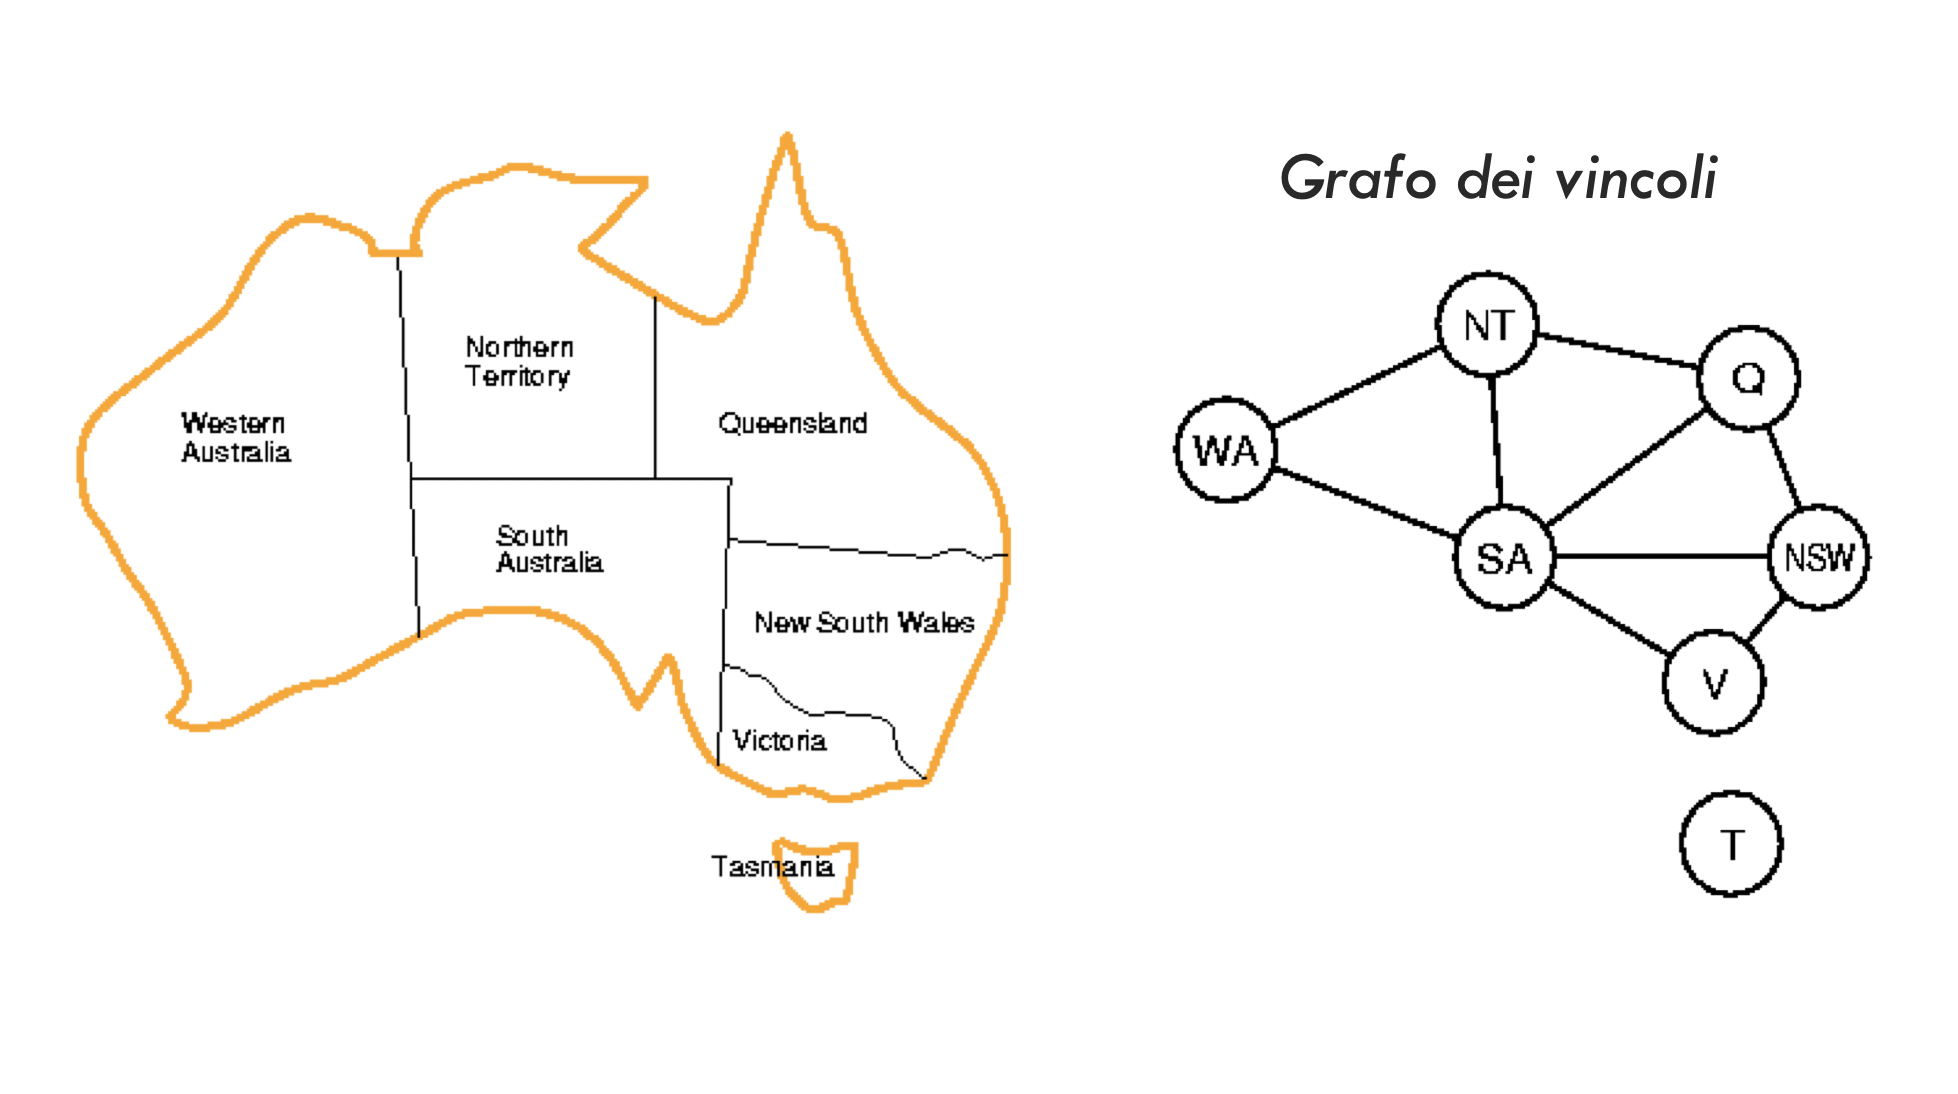 Grafo dei vincoli
Northern
Territory
Western
Australia
Queensland
South
Australia
New South Wales
Victoria
Tasmania
NT
Q
WA
SA
NSW
V
T